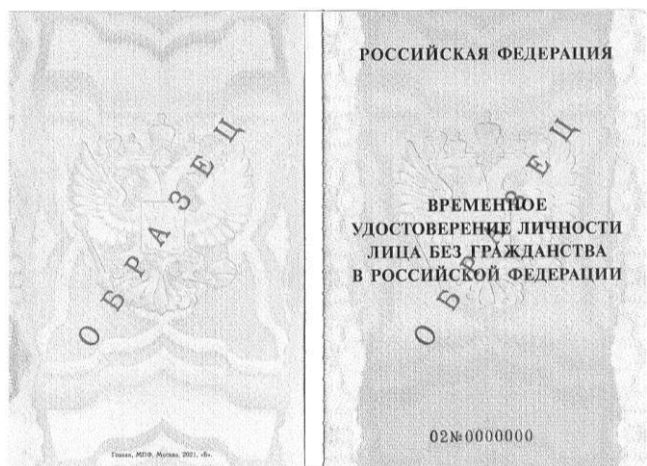 ОБРАЗЕЦ
Гознак, МПФ, Москва, 2021, «В».
РОССИЙСКАЯ ФЕДЕРАЦИЯ
ВРЕМЕННОЕ
УДОСТОВЕРЕНИЕ ЛИЧНОСТИ
ЛИЦА БЕЗ ГРАЖДАНСТВА
В РОССИЙСКОЙ ФЕДЕРАЦИИ
ОБРАЗЕЦ
02№0000000